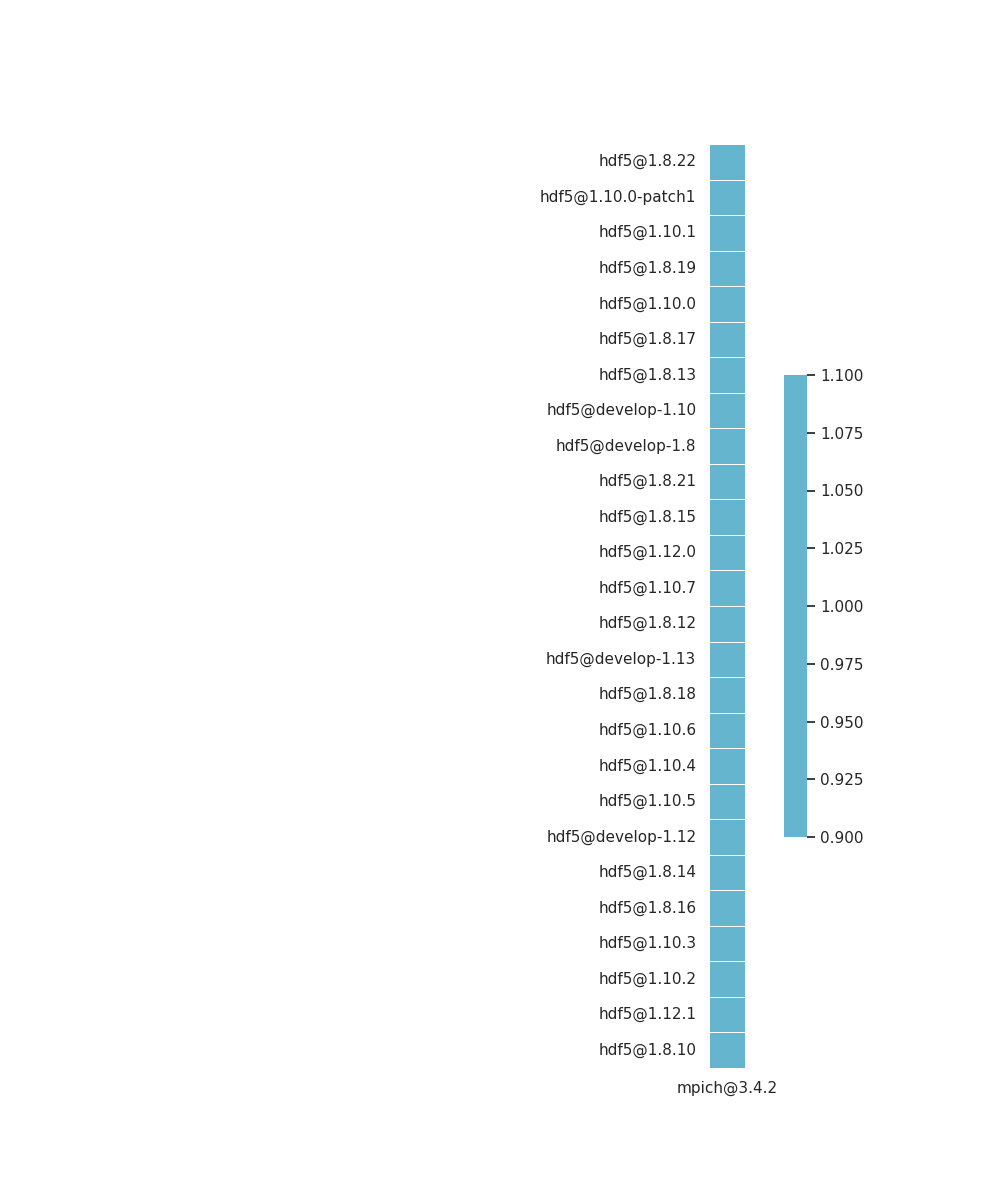 hdf5@1.8.22
hdf5@1.10.0-patch1
hdf5@1.10.1
hdf5@1.8.19
hdf5@1.10.0
hdf5@1.8.17
hdf5@1.8.13
hdf5@develop-1.10
hdf5@develop-1.8
hdf5@1.8.21
hdf5@1.8.15
hdf5@1.12.0
hdf5@1.10.7
hdf5@1.8.12
hdf5@develop-1.13
hdf5@1.8.18
hdf5@1.10.6
hdf5@1.10.4
hdf5@1.10.5
hdf5@develop-1.12
hdf5@1.8.14
hdf5@1.8.16
hdf5@1.10.3
hdf5@1.10.2
hdf5@1.12.1
hdf5@1.8.10
mpich@3.4.2
1.100
1.075
1.050
1.025
1.000
0.975
0.950
0.925
0.900